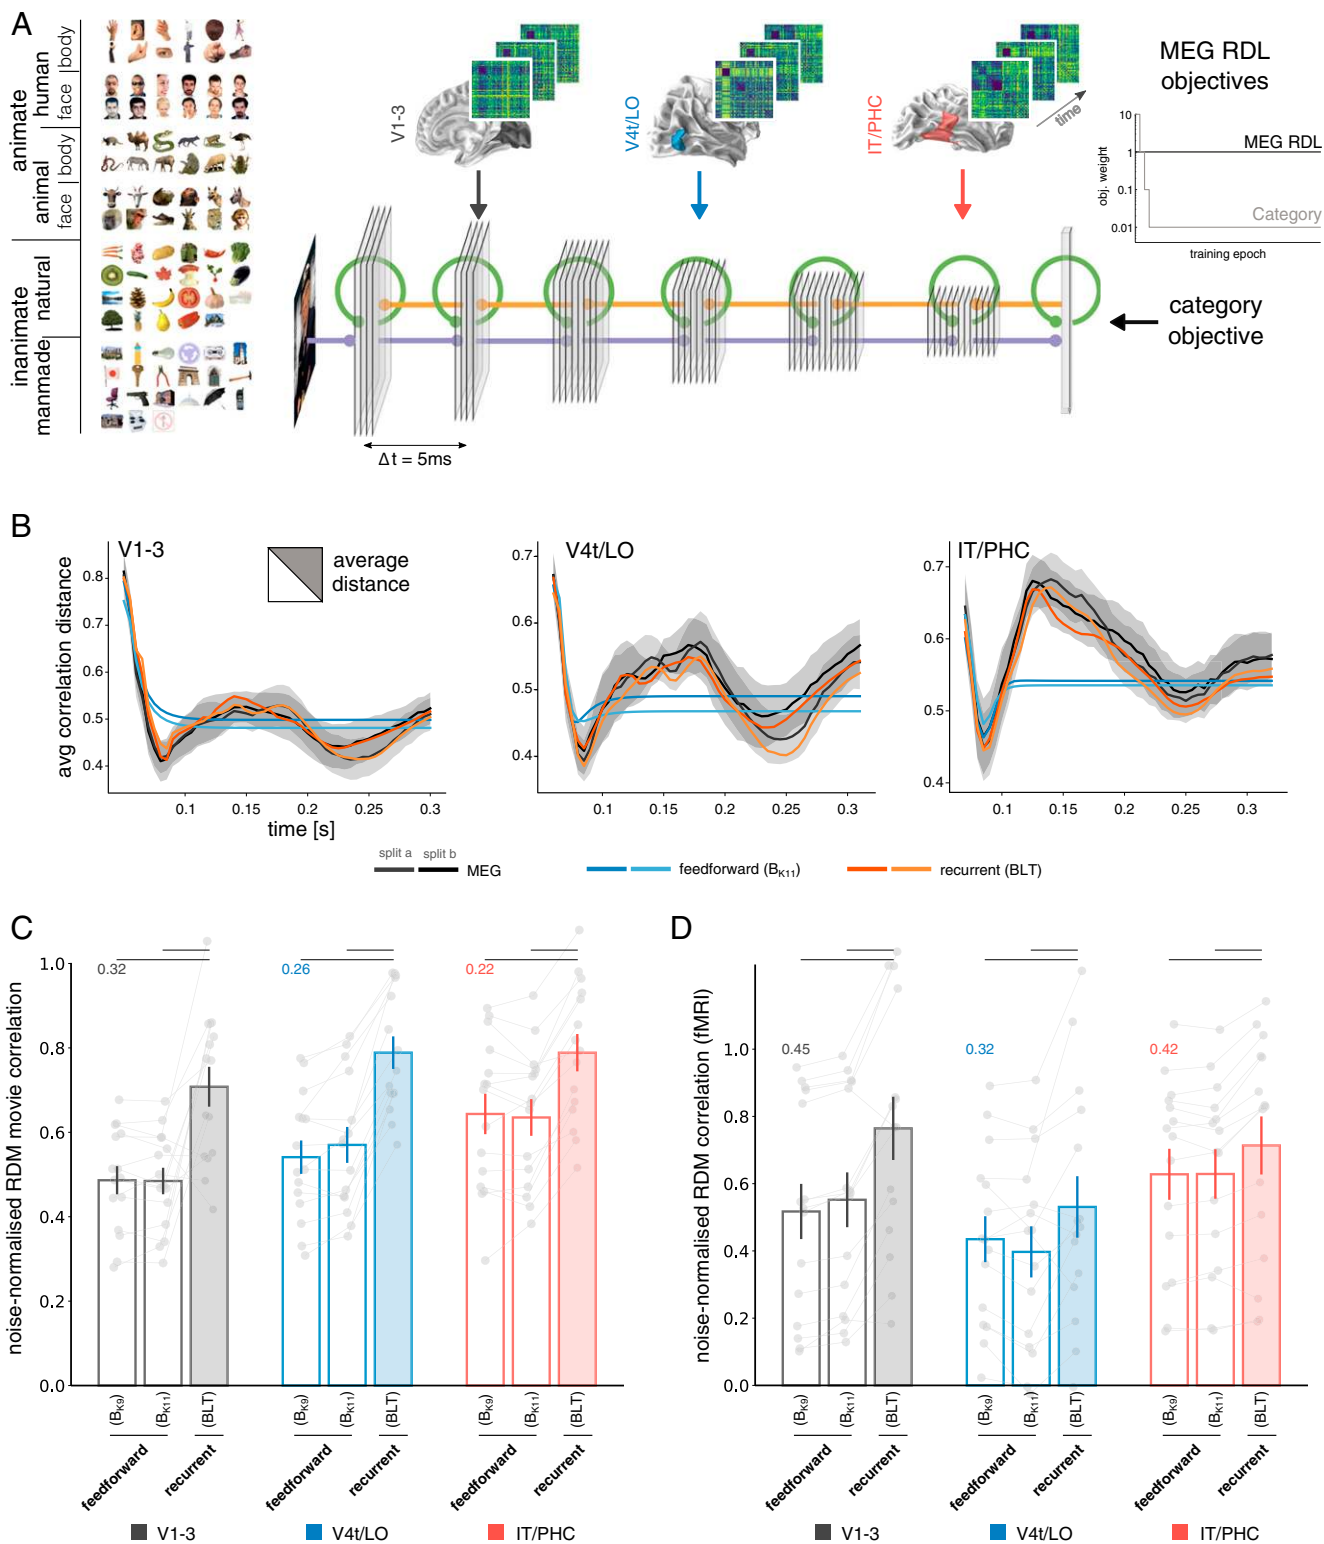 A
animate
inanimate
human
animal
natural
manmade
body
face
body
face
V1-3
V4t/LO
IT/PHC
time
MEG RDL
objectives
10
1
0.1
0.01
obj. weight
MEG RDL
Category
training epoch
category
objective
Δt = 5ms
B
V1-3
average
distance
V4t/LO
IT/PHC
avg correlation distance
0.8
0.7
0.6
0.5
0.4
0.1
0.15
0.2
0.25
0.3
time [s]
0.7
0.6
0.5
0.4
0.1
0.15
0.2
0.25
0.3
0.7
0.6
0.5
0.4
0.1
0.15
0.2
0.25
0.3
split a split b
MEG
feedforward (BK11)
recurrent (BLT)
C
noise-normalised RDM movie correlation
1.0
0.8
0.6
0.4
0.2
0.0
0.32
0.26
0.22
(BK9)
(BK11)
(BLT)
(BK9)
(BK11)
(BLT)
(BK9)
(BK11)
(BLT)
feedforward
recurrent
feedforward
recurrent
feedforward
recurrent
V1-3
V4t/LO
IT/PHC
D
noise-normalised RDM correlation (fMRI)
1.0
0.8
0.6
0.4
0.2
0.0
0.45
0.32
0.42
(BK9)
(BK11)
(BLT)
(BK9)
(BK11)
(BLT)
(BK9)
(BK11)
(BLT)
feedforward
recurrent
feedforward
recurrent
feedforward
recurrent
V1-3
V4t/LO
IT/PHC